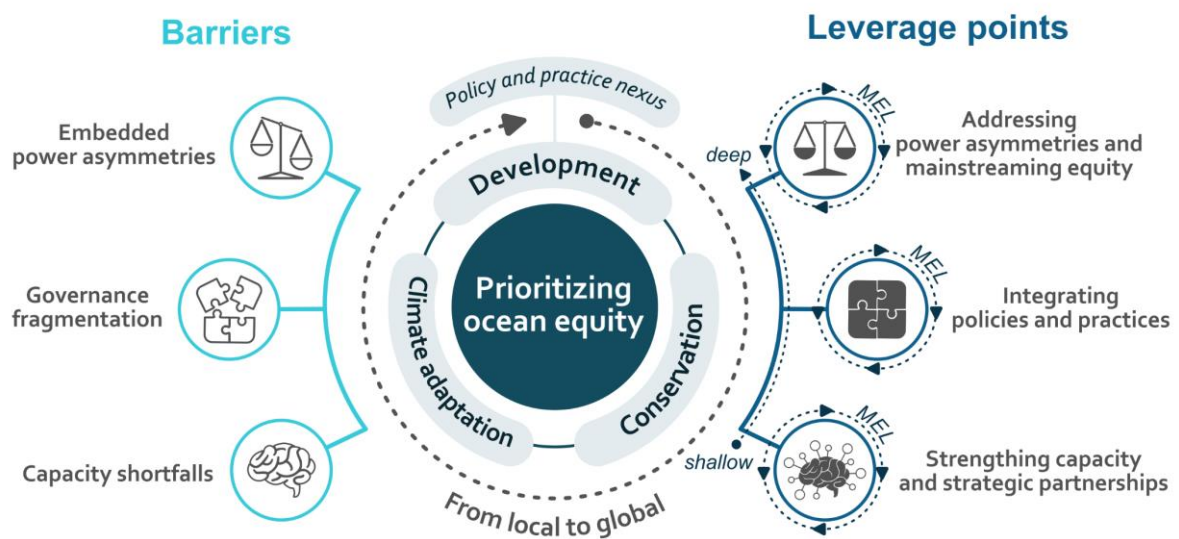 Barriers
Leverage points
Policy and practice nexus
Embedded
power asymmetries
Governance
fragmentation
Capacity shortfalls
Development
Climate adaptation
Conservation
Prioritizing
ocean equity
From local to global
deep
shallow
MEL
Addressing
power asymmetries and
mainstreaming equity
MEL
Integrating
policies and practices
MEL
Strengthing capacity
and strategic partnerships